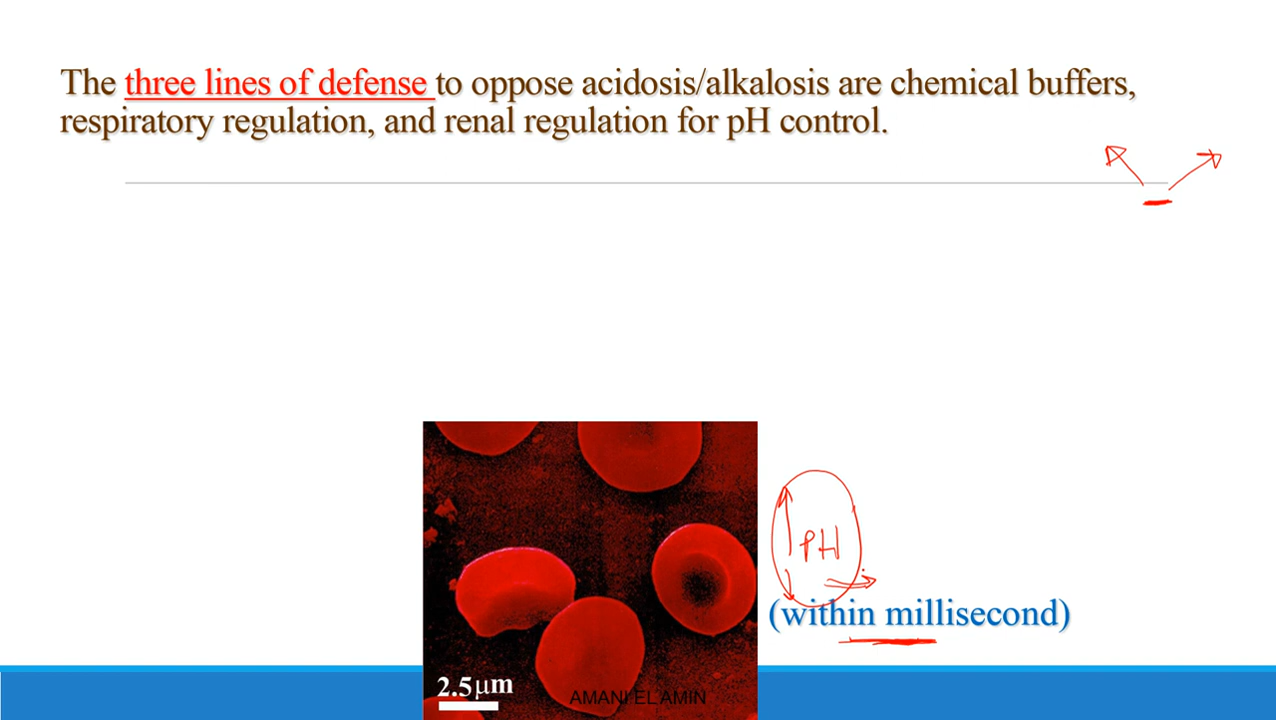 The three lines of defense to oppose acidosis/alkalosis are chemical buffers,
respiratory regulation, and renal regulation for pH control.
PH
(within millisecond)
2.5µm
AMANI EL AMIN